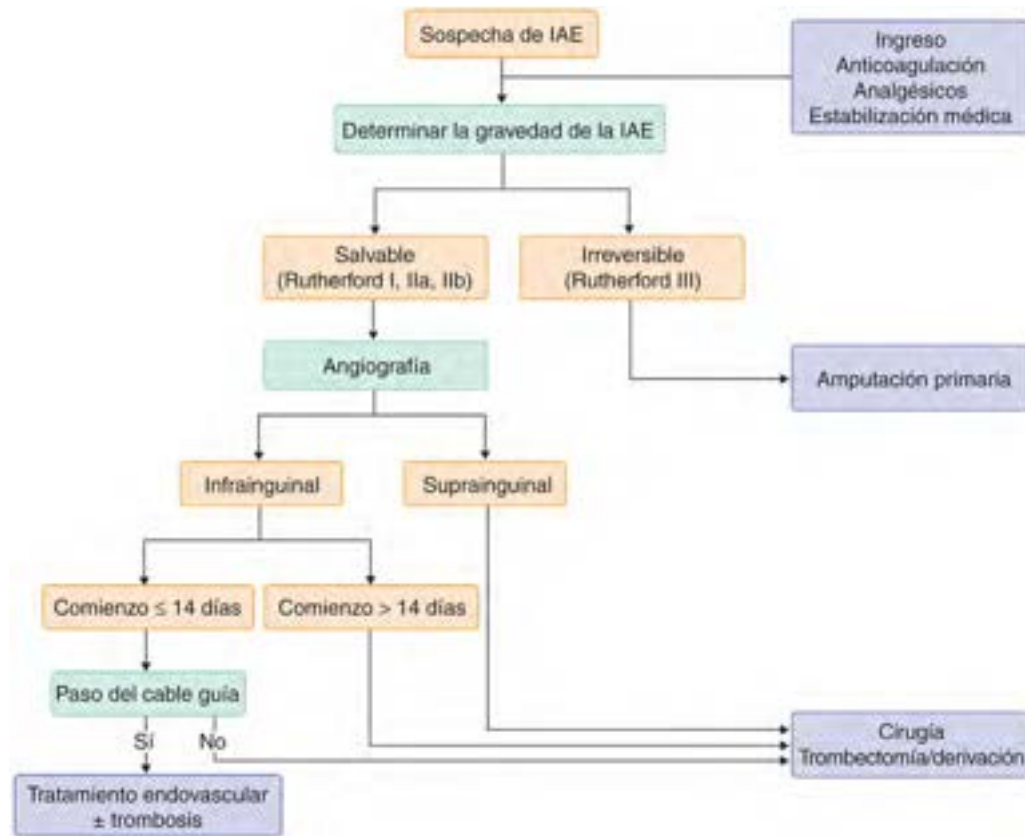 Sospecha de IAE
Ingreso
Anticoagulación
Analgésicos
Estabilización médica
Determinar la gravedad de la IAE
Salvable
(Rutherford I, IIa, IIb)
Irreversible
(Rutherford III)
Angiografía
Amputación primaria
Infrainguinal
Suprainguinal
Comienzo ≤ 14 días
Comienzo > 14 días
Paso del cable guía
Sí
No
Cirugía
Trombectomía/derivación
Tratamiento endovascular
± trombosis